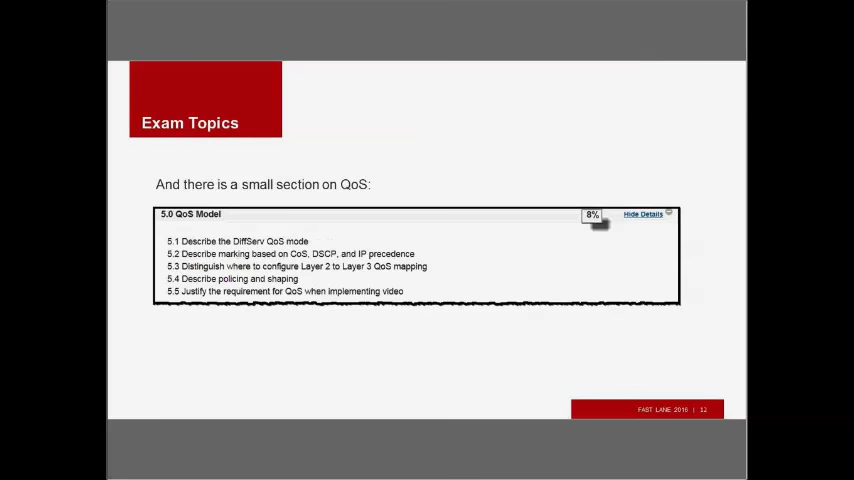 Exam Topics
And there is a small section on QoS:
5.0 QoS Model 8% Hide Details
5.1 Describe the DiffServ QoS mode
5.2 Describe marking based on CoS, DSCP, and IP precedence
5.3 Distinguish where to configure Layer 2 to Layer 3 QoS mapping
5.4 Describe policing and shaping
5.5 Justify the requirement for QoS when implementing video
FAST LANE 2016 | 12